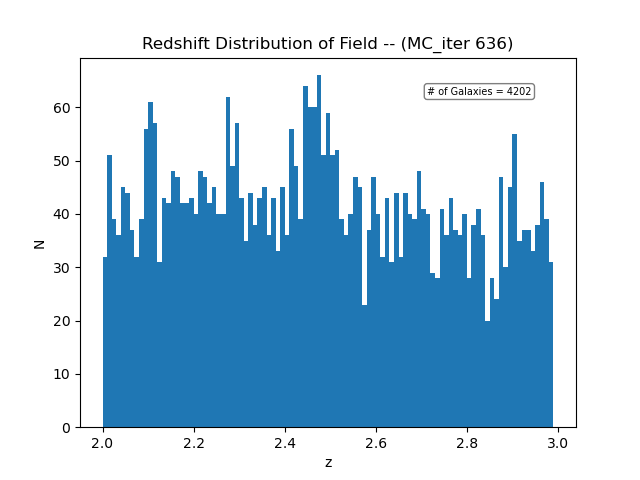 Redshift Distribution of Field -- (MC_iter 636)
# of Galaxies = 4202
60
50
40
30
20
10
0
N
2.0 2.2 2.4 2.6 2.8 3.0
z